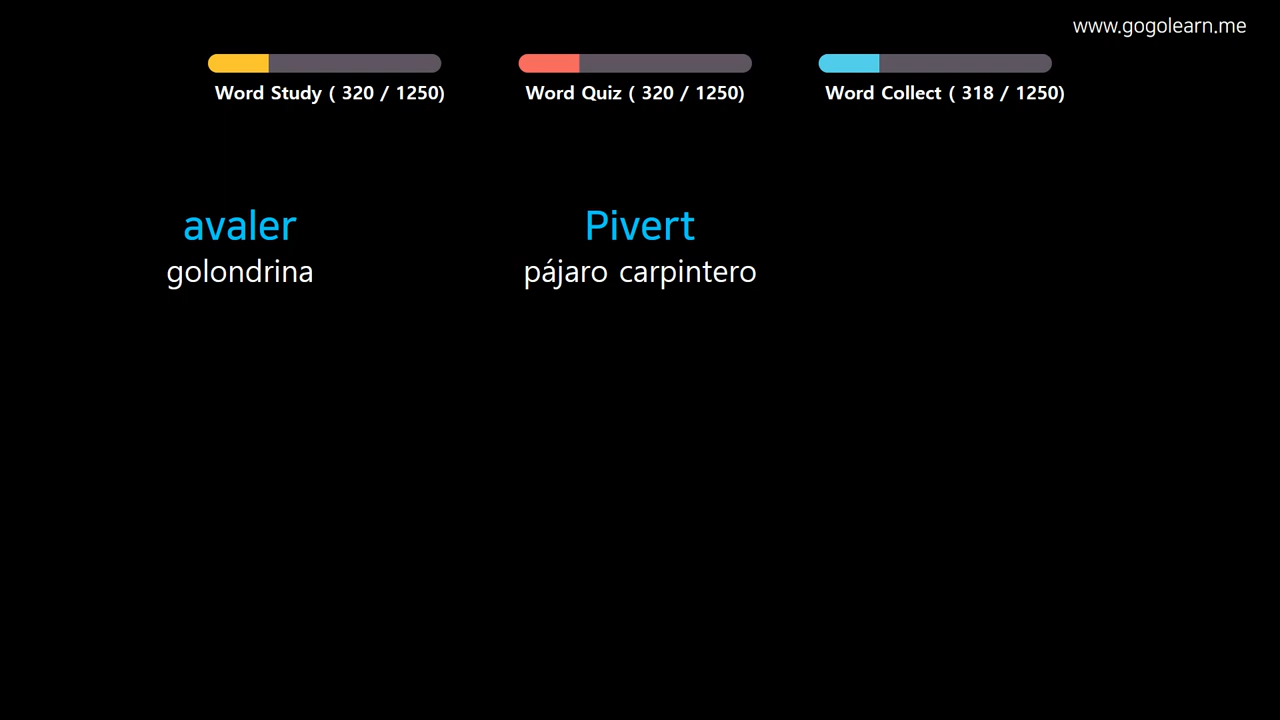 www.gogolearn.me
Word Study ( 320 / 1250)
Word Quiz ( 320 / 1250)
Word Collect ( 318 / 1250)
avaler
golondrina
Pivert
pájaro carpintero